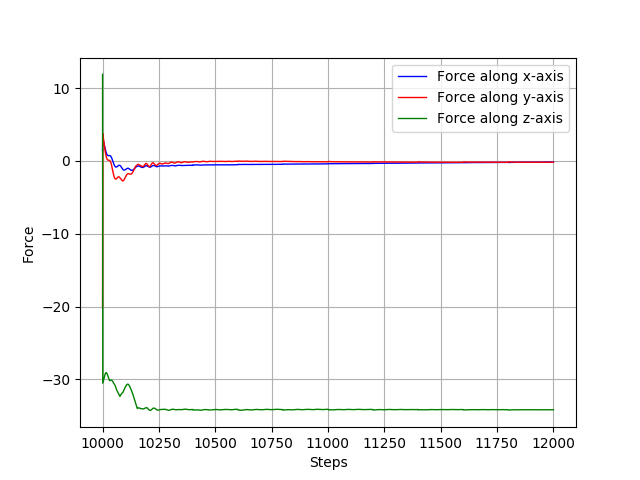 Force along x-axis
Force along y-axis
Force along z-axis
10
0
−10
−20
−30
Force
10000 10250 10500 10750 11000 11250 11500 11750 12000
Steps